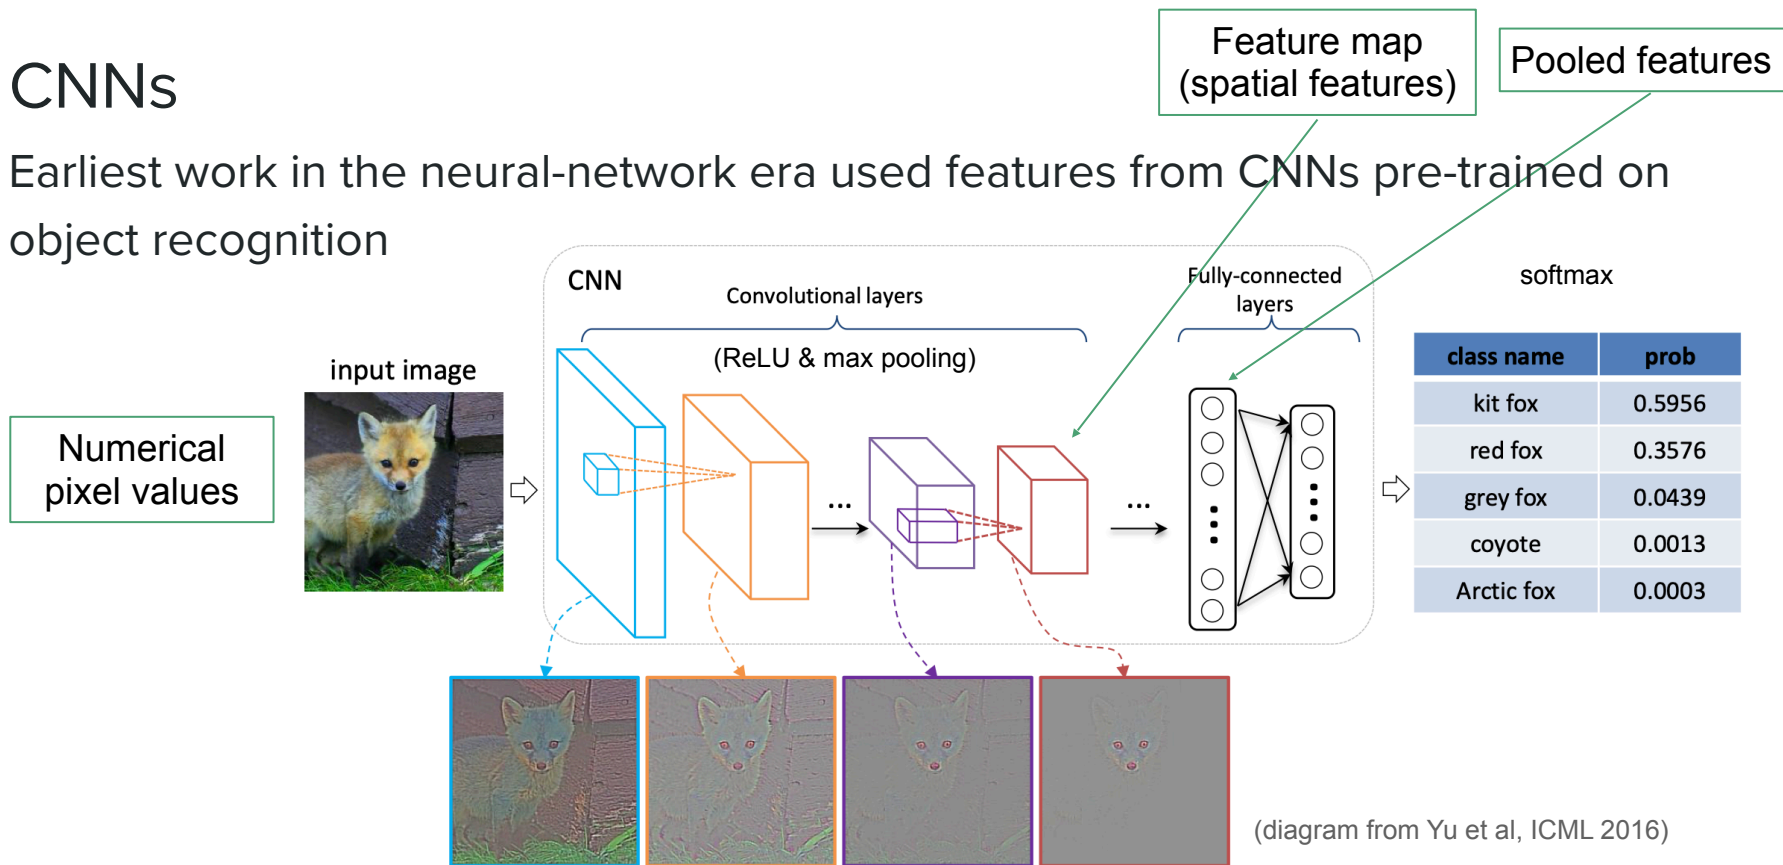 CNNs
Feature map
(spatial features)
Pooled features
Earliest work in the neural-network era used features from CNNs pre-trained on
object recognition
CNN
Convolutional layers
(ReLU & max pooling)
Fully-connected
layers
softmax
input image
Numerical
pixel values
...
...
class name prob
kit fox 0.5956
red fox 0.3576
grey fox 0.0439
coyote 0.0013
Arctic fox 0.0003
(diagram from Yu et al, ICML 2016)